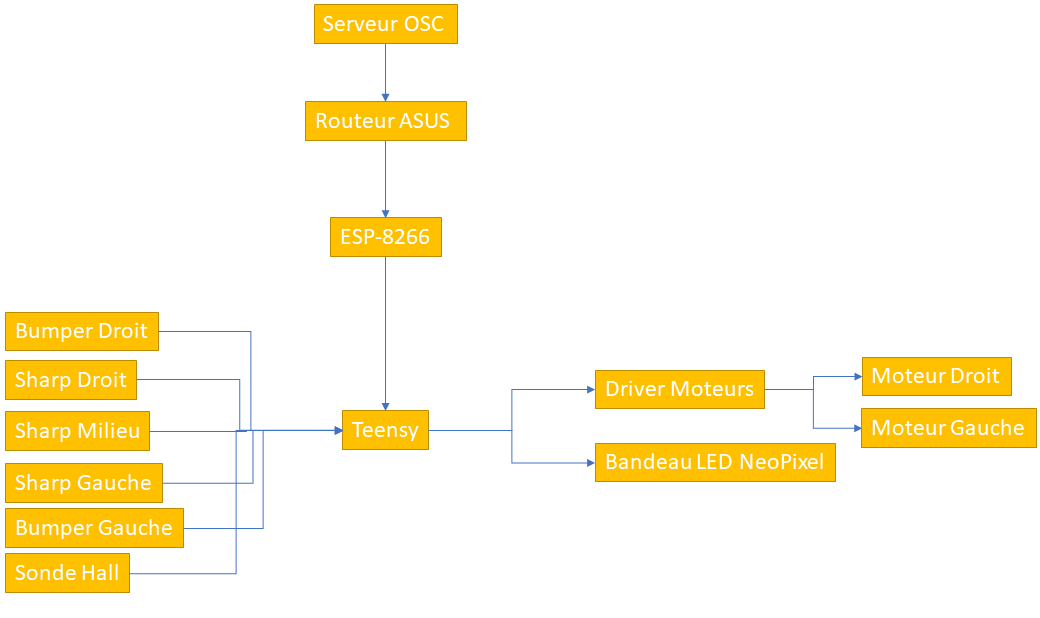 Serveur OSC
Routeur ASUS
ESP-8266
Bumper Droit
Sharp Droit
Sharp Milieu
Sharp Gauche
Bumper Gauche
Sonde Hall
Teensy
Driver Moteurs
Bandeau LED NeoPixel
Moteur Droit
Moteur Gauche